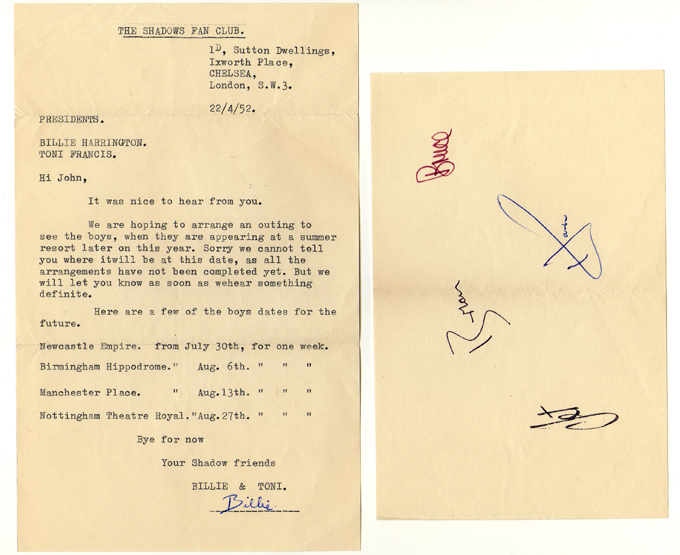 THE SHADOWS FAN CLUB.
1D, Sutton Dwellings,
Ixworth Place,
CHELSEA,
London, S.W.3.
22/4/52.
PRESIDENTS.
BILLIE HARRINGTON.
TONI FRANCIS.
Hi John,
It was nice to hear from you.
We are hoping to arrange an outing to
see the boys, when they are appearing at a summer
resort later on this year. Sorry we cannot tell
you where itwill be at this date, as all the
arrangements have not been completed yet. But we
will let you know as soon as wehear something
definite.
Here are a few of the boys dates for the
future.
Newcastle Empire. from July 30th, for one week.
Birmingham Hippodrome." Aug. 6th. " " "
Manchester Place. " Aug.13th. " " "
Nottingham Theatre Royal."Aug.27th. " " "
Bye for now
Your Shadow friends
BILLIE & TONI.
Billie.
Bruce
Brian